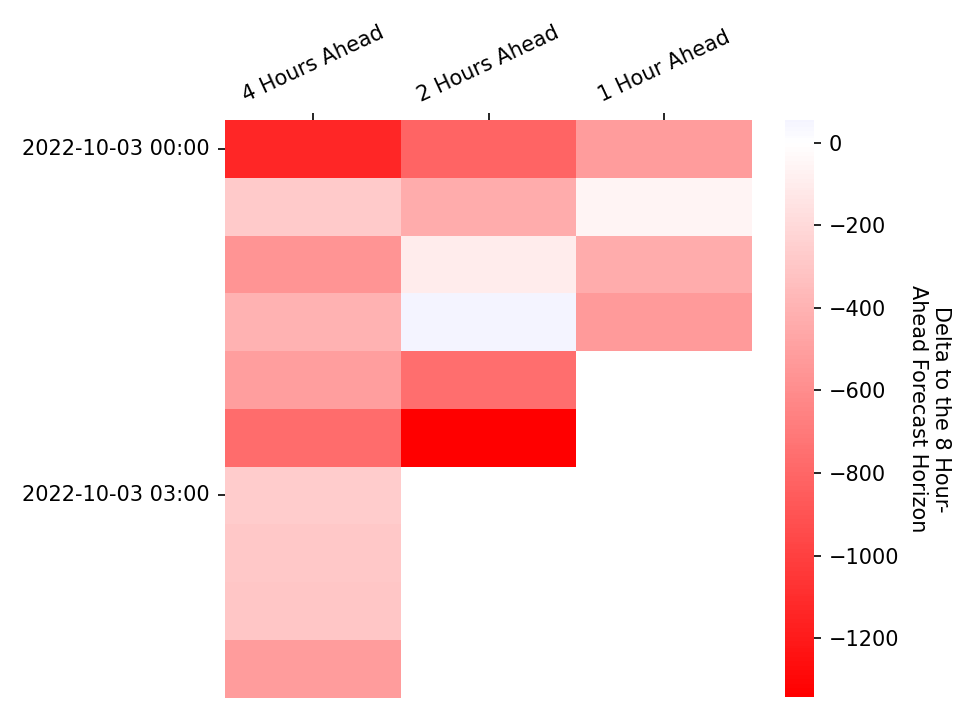 4 Hours Ahead
2 Hours Ahead
1 Hour Ahead
2022-10-03 00:00
2022-10-03 03:00
0
−200
−400
−600
−800
−1000
−1200
Delta to the 8 Hour-
Ahead Forecast Horizon